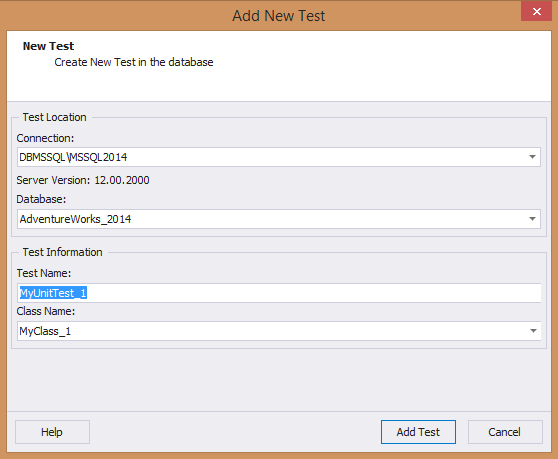 Add New Test
New Test
Create New Test in the database
Test Location
Connection:
DBMSSQL\MSSQL2014
Server Version: 12.00.2000
Database:
AdventureWorks_2014
Test Information
Test Name:
MyUnitTest_1
Class Name:
MyClass_1
Help Add Test Cancel